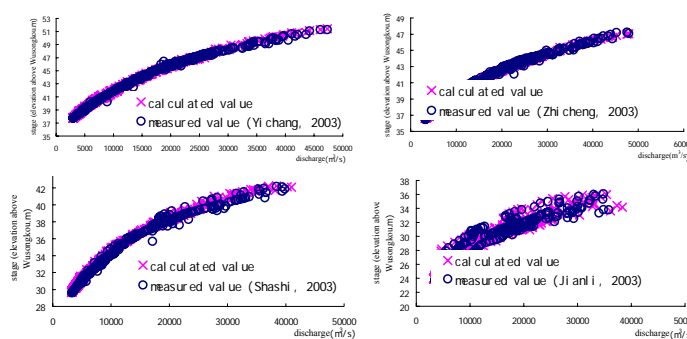 stage (elevation above Wusongkou.m)
53
51
49
47
45
43
41
39
37
35
calculated value
measured value (Yichang, 2003)
0 5000 10000 15000 20000 25000 30000 35000 40000 45000 50000
discharge(m³/s)
stage (elevation above Wusongkou.m)
49
47
45
43
41
39
37
35
calculated value
measured value (Zhicheng, 2003)
0 10000 20000 30000 40000 50000
discharge(m³/s)
stage (elevation above
Wusongkou.m)
42
40
38
36
34
32
30
28
calculated value
measured value (Shashi, 2003)
0 10000 20000 30000 40000 50000
discharge(m³/s)
stage (elevation above
Wusongkou.m)
38
36
34
32
30
28
26
24
22
20
calculated value
measured value (Jianli, 2003)
0 10000 20000 30000 40000 50000
discharge(m³/s)